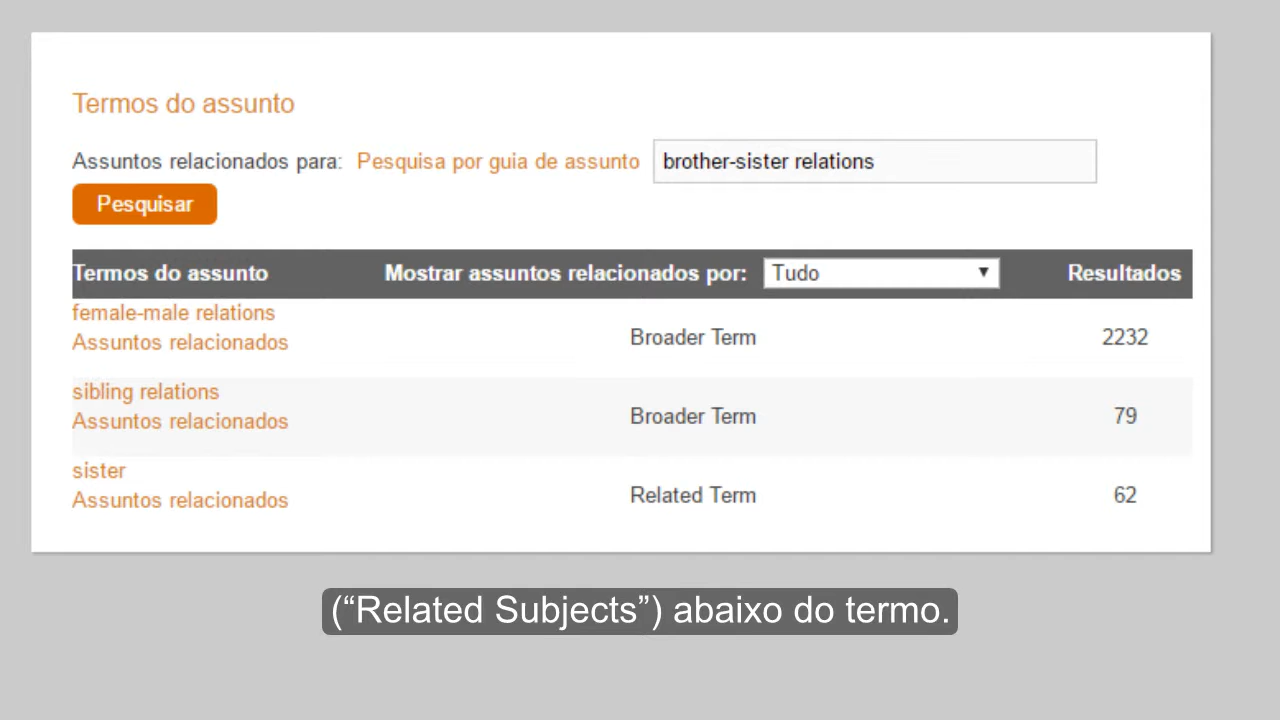 Termos do assunto
Assuntos relacionados para: Pesquisa por guia de assunto brother-sister relations
Pesquisar
Termos do assunto Mostrar assuntos relacionados por: Tudo Resultados
female-male relations
Assuntos relacionados Broader Term 2232
sibling relations
Assuntos relacionados Broader Term 79
sister
Assuntos relacionados Related Term 62
(“Related Subjects”) abaixo do termo.